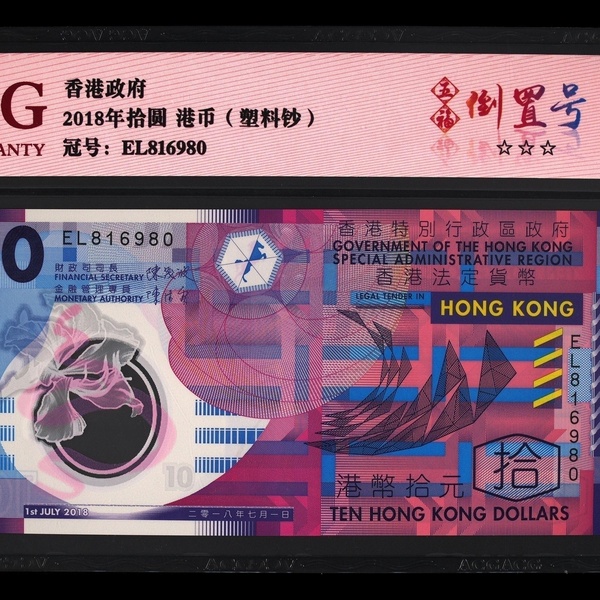 G
ANTY
香港政府
2018年拾圆 港币（塑料钞）
冠号：EL816980
五福
倒置号
☆☆☆
0
EL816980
財政司司長
FINANCIAL SECRETARY
金融管理專員
MONETARY AUTHORITY
香港特別行政區政府
GOVERNMENT OF THE HONG KONG
SPECIAL ADMINISTRATIVE REGION
香港法定貨幣
LEGAL TENDER IN
HONG KONG
EL816980
10
港幣拾元
拾
TEN HONG KONG DOLLARS
1st JULY 2018
二零一八年七月一日